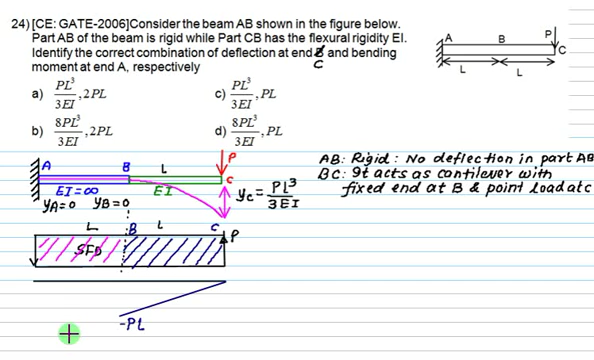 24) [CE: GATE-2006]Consider the beam AB shown in the figure below.
Part AB of the beam is rigid while Part CB has the flexural rigidity EI.
Identify the correct combination of deflection at end B and bending
C
moment at end A, respectively
a) PL³/3EI, 2PL
c) PL³/3EI, PL
b) 8PL³/3EI, 2PL
d) 8PL³/3EI, PL
A B P C
L L
A B L P C
EI=∞ EI
yA=0 yB=0
yc = PL³/3EI
AB: Rigid: No deflection in part AB
BC: It acts as cantilever with
fixed end at B & point load at c
L B L C P
SFD
-PL